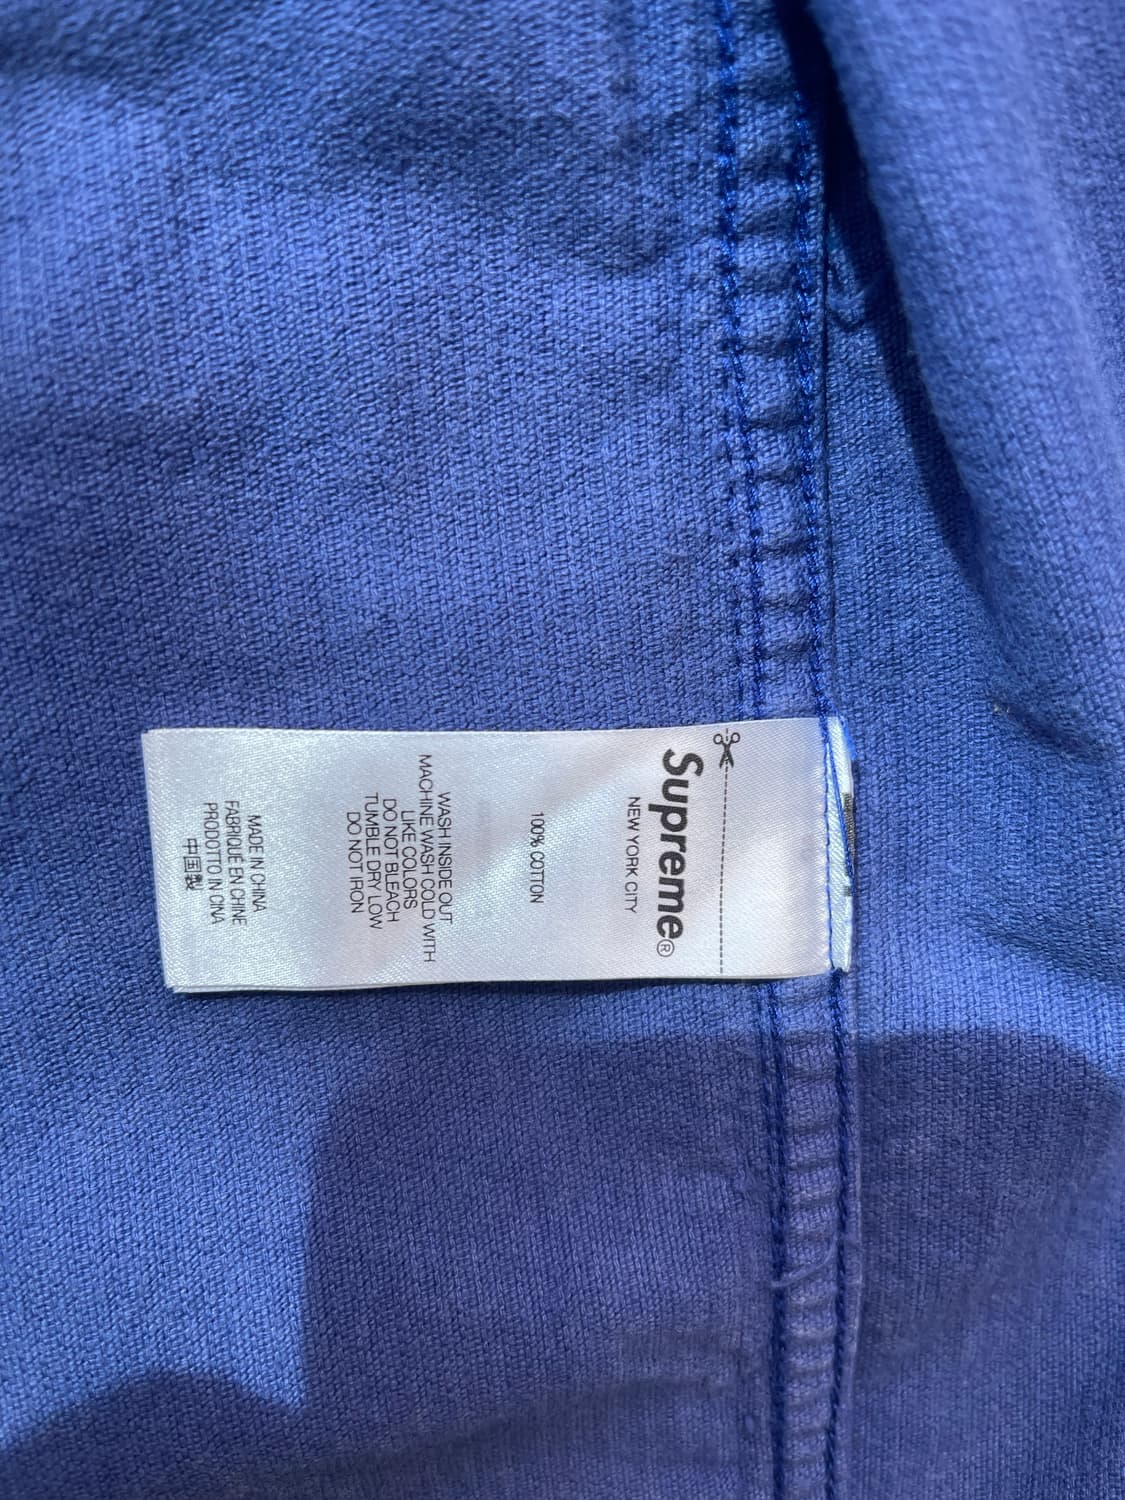 Supreme®
NEW YORK CITY
100% COTTON
WASH INSIDE OUT
MACHINE WASH COLD WITH
LIKE COLORS
DO NOT BLEACH
TUMBLE DRY LOW
DO NOT IRON
MADE IN CHINA
FABRIQUÉ EN CHINE
PRODOTTO IN CINA
中国製